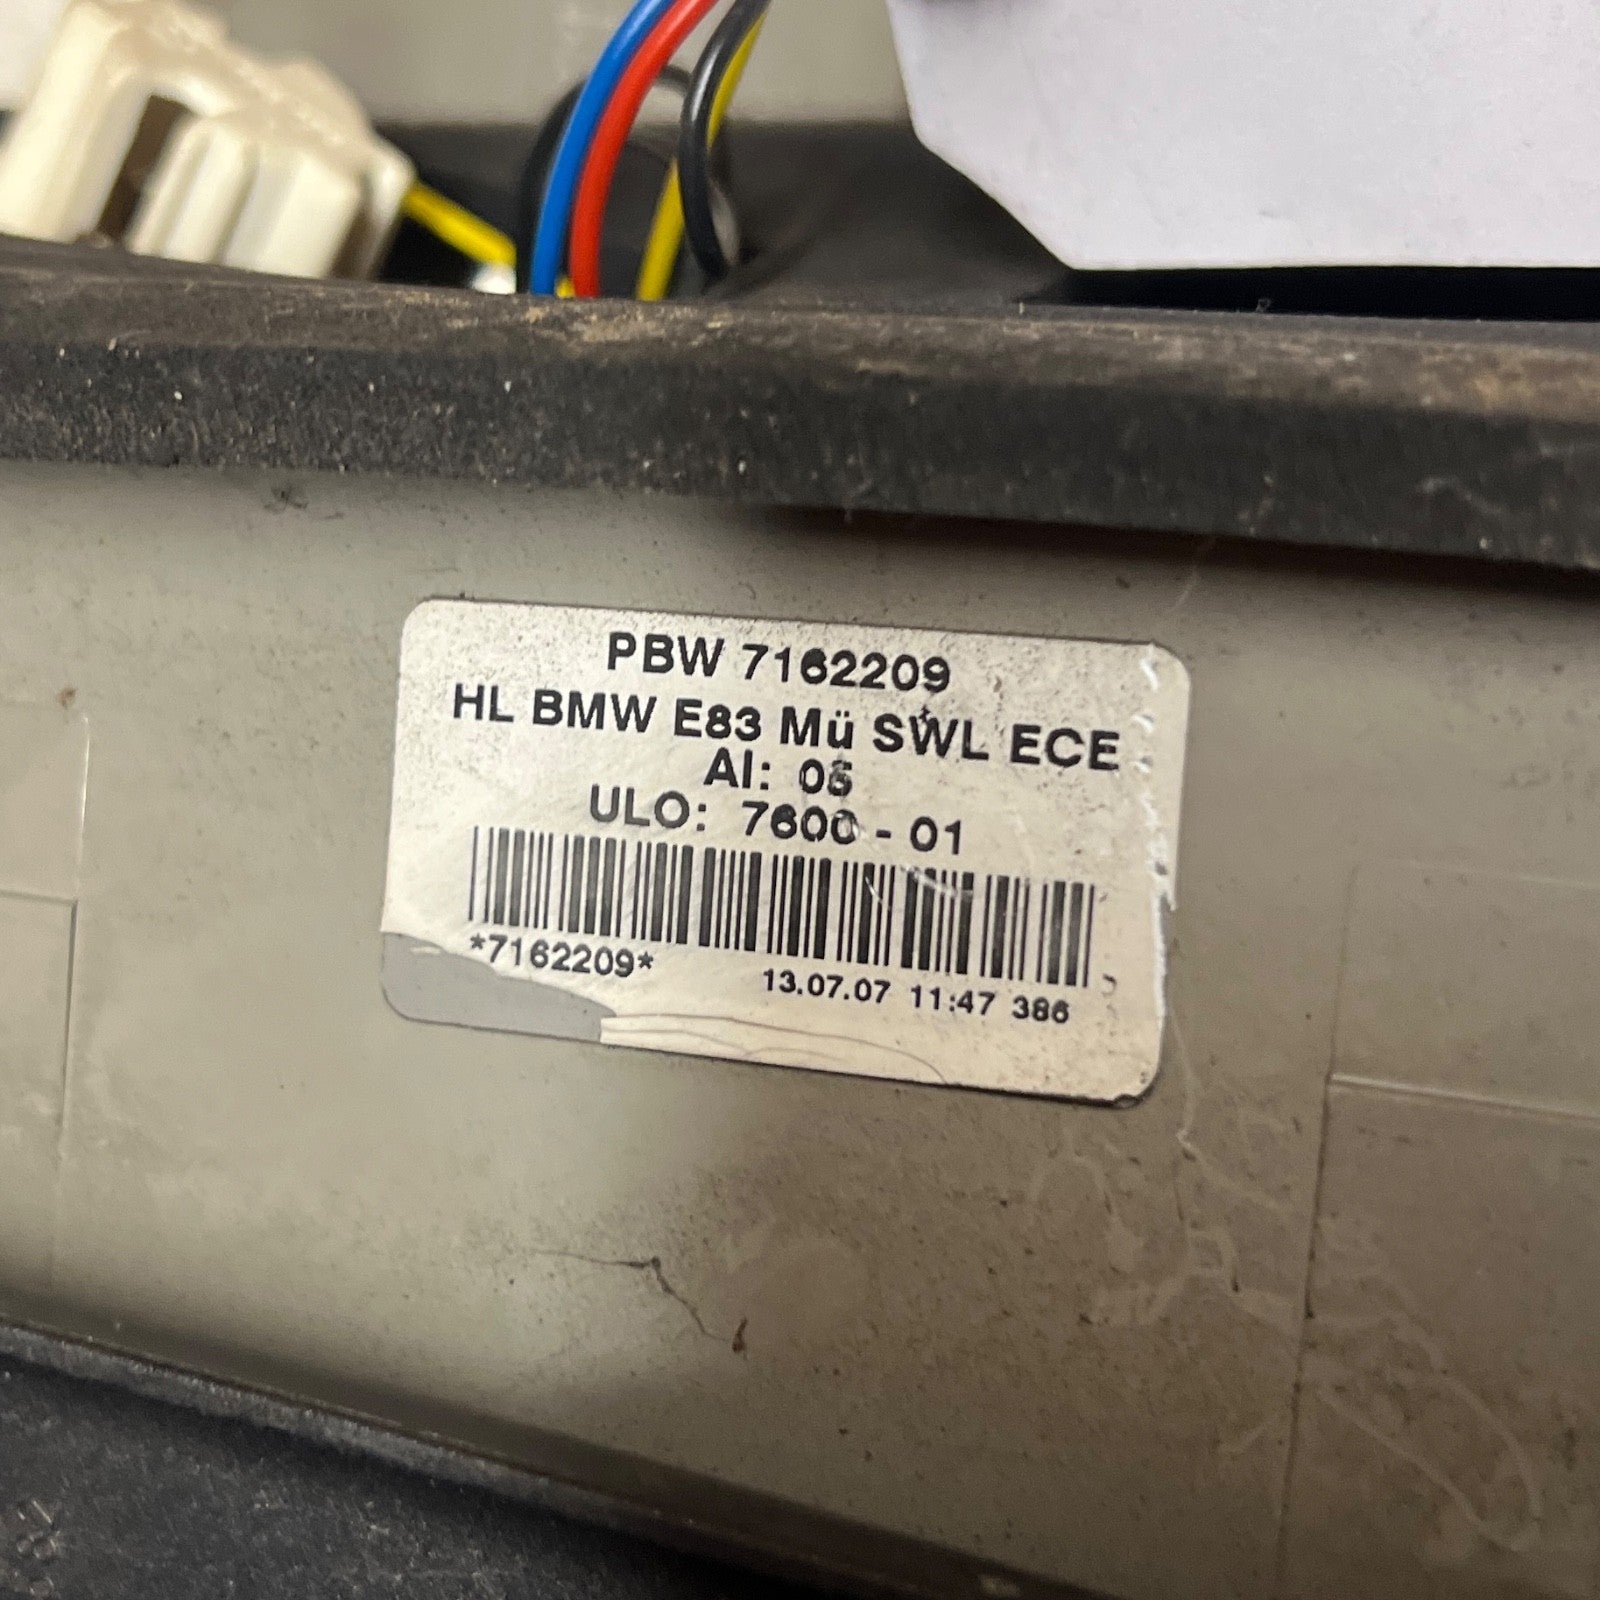 PBW 7162209
HL BMW E83 Mü SWL ECE
AI:
ULO: 7600 - 01
*7162209*
13.07.07 11:47 386